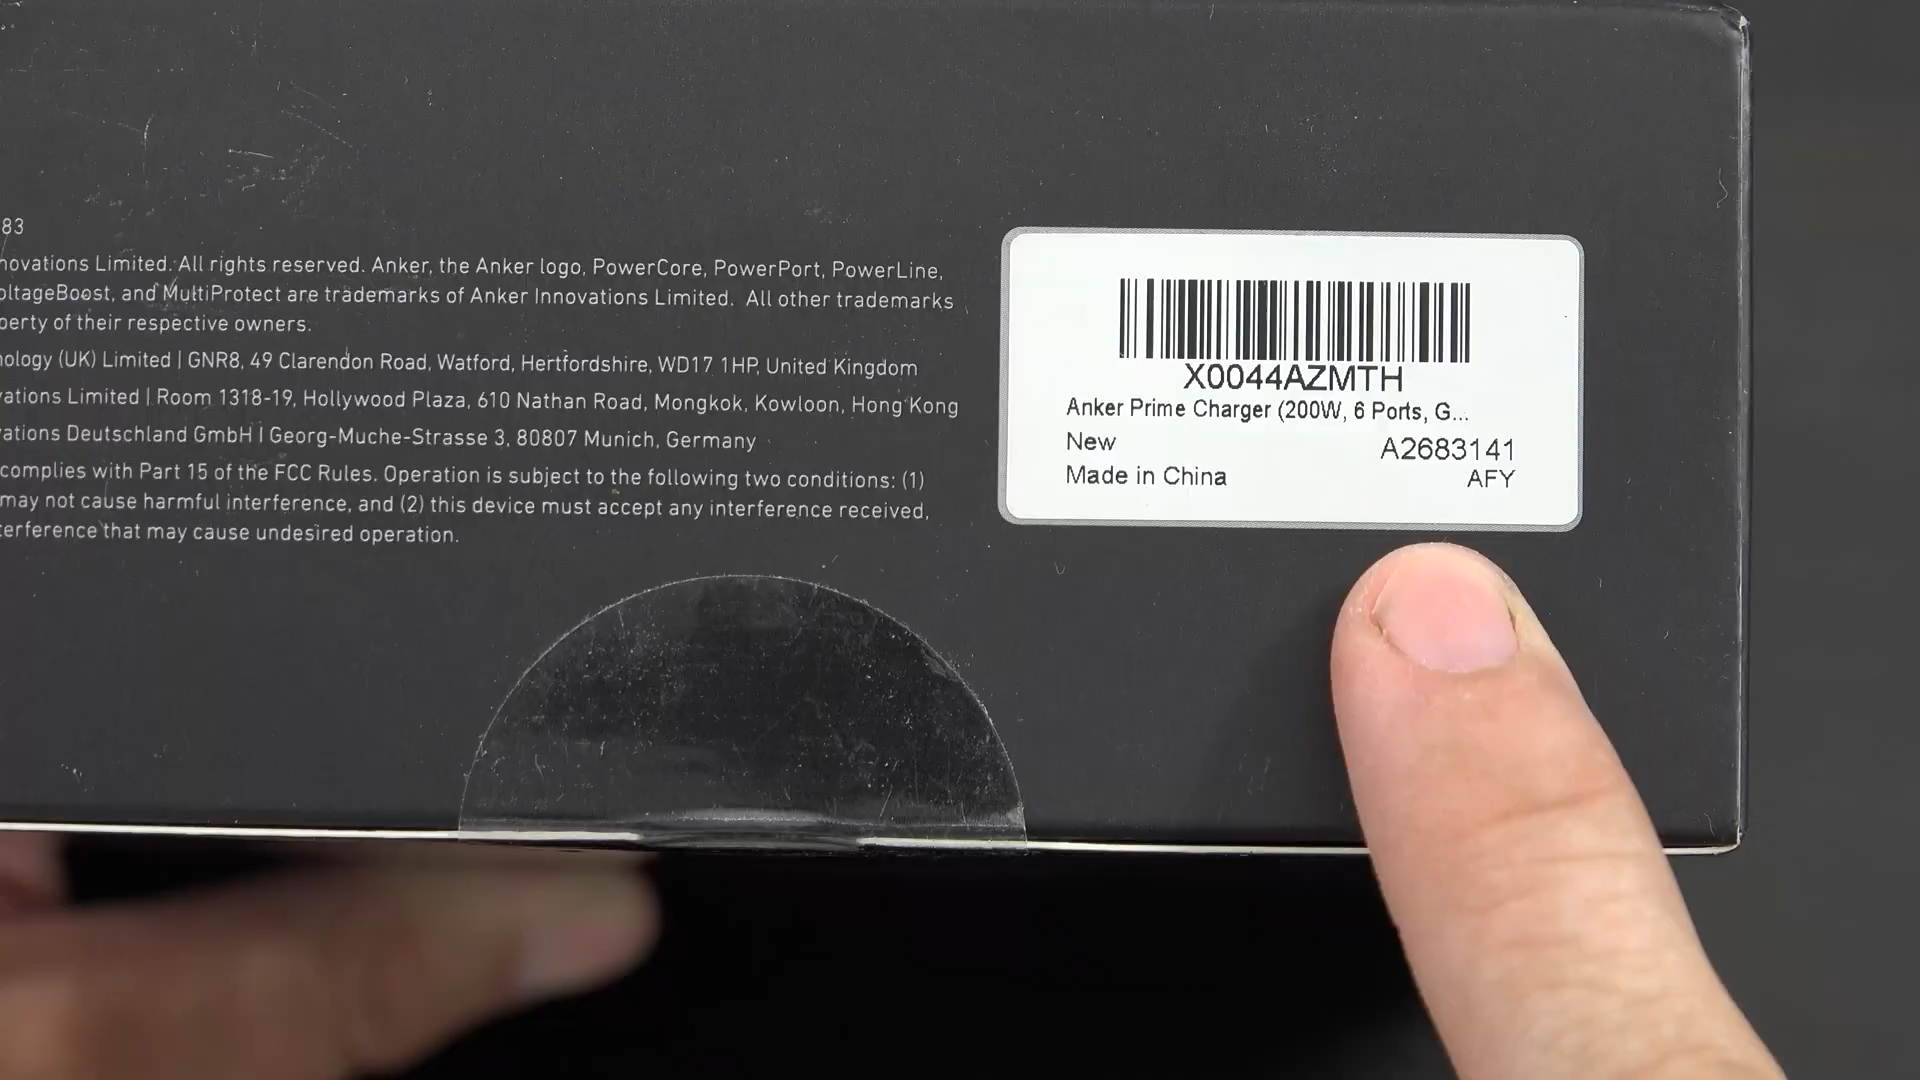 83
novations Limited. All rights reserved. Anker, the Anker logo, PowerCore, PowerPort, PowerLine,
oltageBoost, and MultiProtect are trademarks of Anker Innovations Limited. All other trademarks
perty of their respective owners.
nology (UK) Limited | GNR8, 49 Clarendon Road, Watford, Hertfordshire, WD17 1HP, United Kingdom
vations Limited | Room 1318-19, Hollywood Plaza, 610 Nathan Road, Mongkok, Kowloon, Hong Kong
vations Deutschland GmbH | Georg-Muche-Strasse 3, 80807 Munich, Germany
complies with Part 15 of the FCC Rules. Operation is subject to the following two conditions: (1)
may not cause harmful interference, and (2) this device must accept any interference received,
terference that may cause undesired operation.
X0044AZMTH
Anker Prime Charger (200W, 6 Ports, G...
New A2683141
Made in China AFY